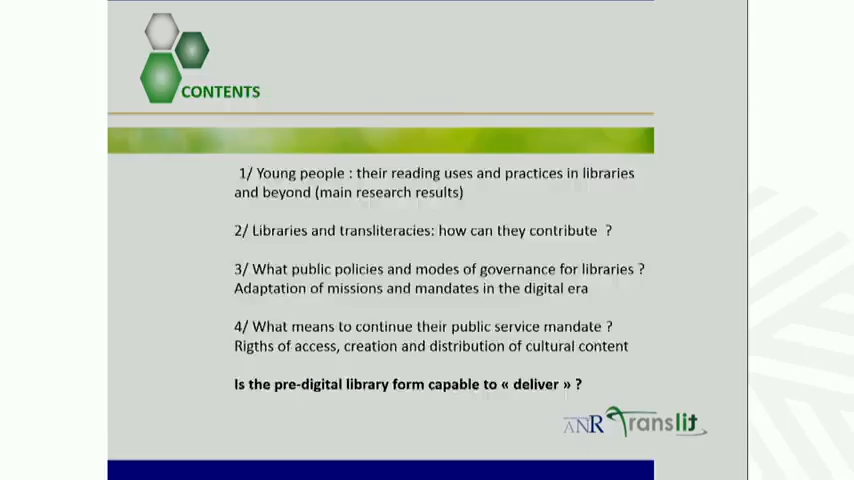 CONTENTS
1/ Young people : their reading uses and practices in libraries
and beyond (main research results)
2/ Libraries and transliteracies: how can they contribute ?
3/ What public policies and modes of governance for libraries ?
Adaptation of missions and mandates in the digital era
4/ What means to continue their public service mandate ?
Rigths of access, creation and distribution of cultural content
Is the pre-digital library form capable to « deliver » ?
ANR Translit